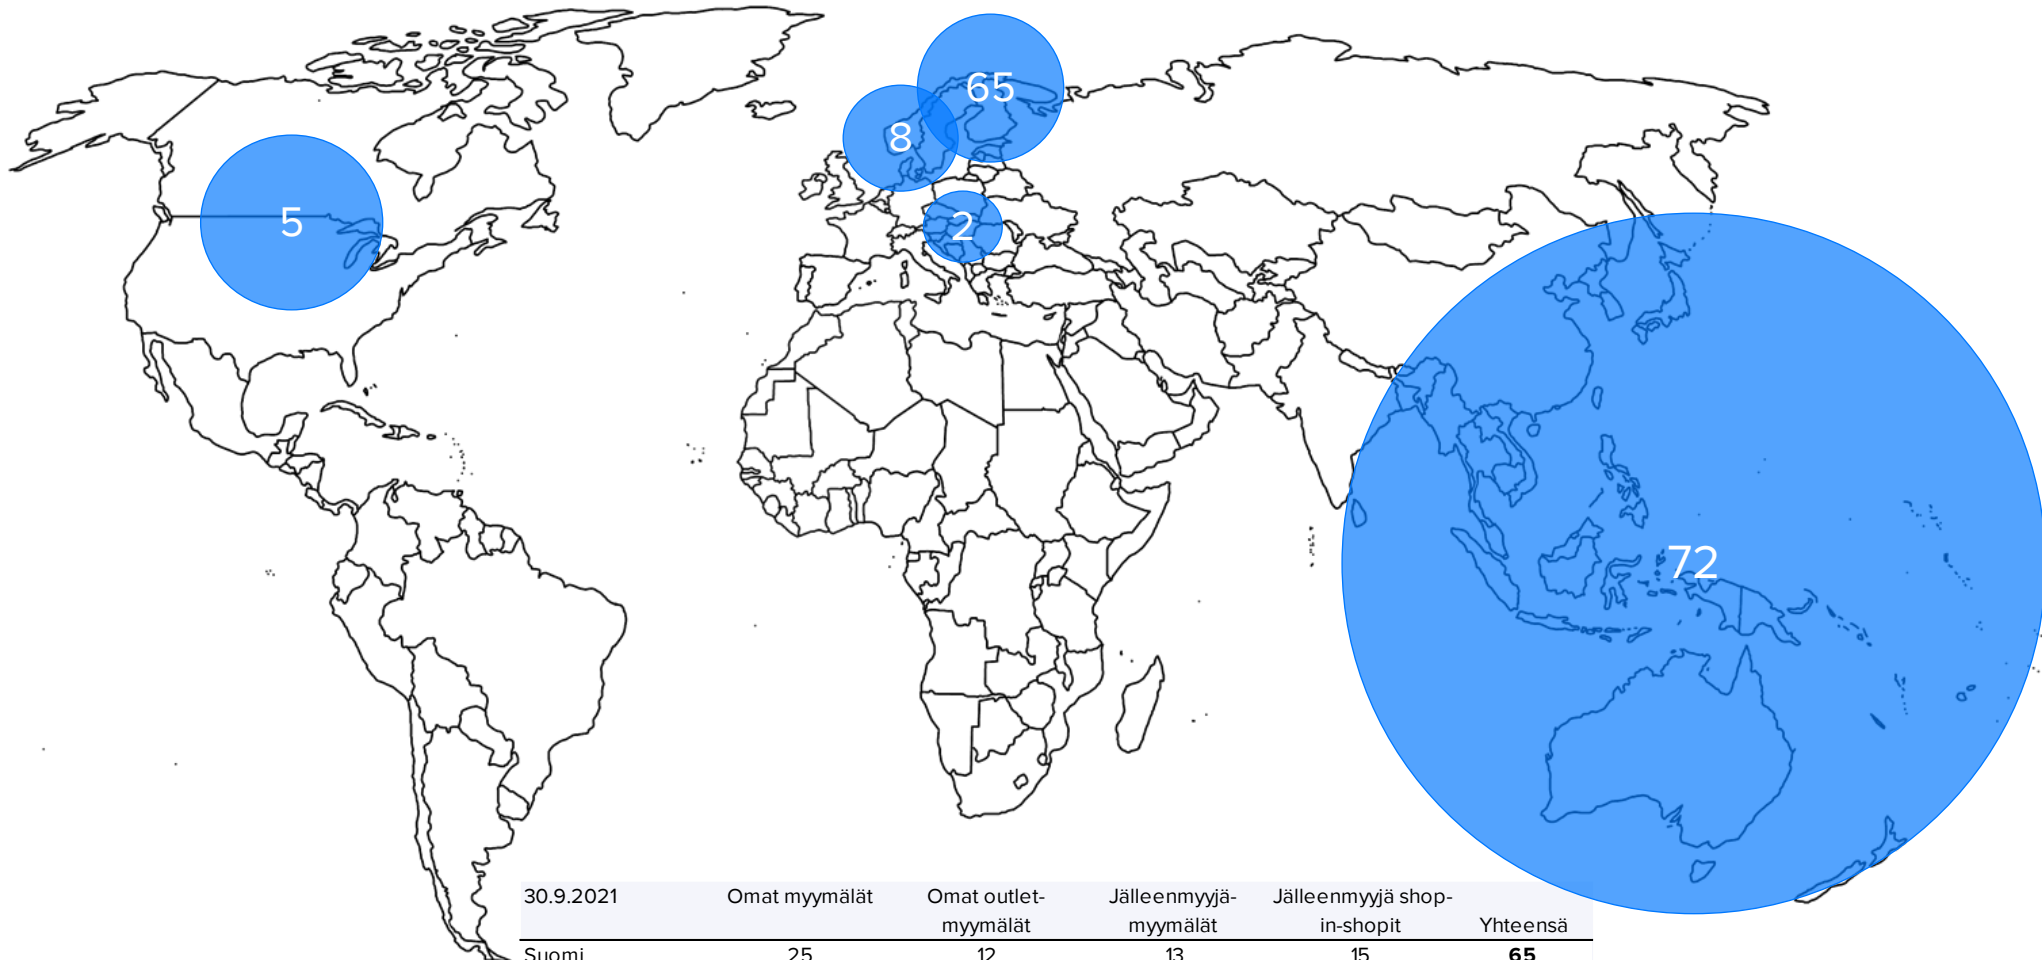 65
8
5
2
72
30.9.2021 Omat myymälät Omat outlet- Jälleenmyyjä- Jälleenmyyjä shop-
myymälät myymälät in-shopit Yhteensä
Suomi 25 12 13 15 65